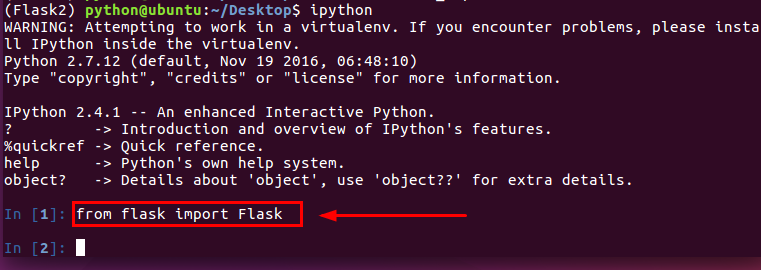 (Flask2) python@ubuntu:~/Desktop$ ipython
WARNING: Attempting to work in a virtualenv. If you encounter problems, please insta
ll IPython inside the virtualenv.
Python 2.7.12 (default, Nov 19 2016, 06:48:10)
Type "copyright", "credits" or "license" for more information.
IPython 2.4.1 -- An enhanced Interactive Python.
?         -> Introduction and overview of IPython's features.
%quickref -> Quick reference.
help      -> Python's own help system.
object?   -> Details about 'object', use 'object??' for extra details.
In [1]: from flask import Flask
In [2]: